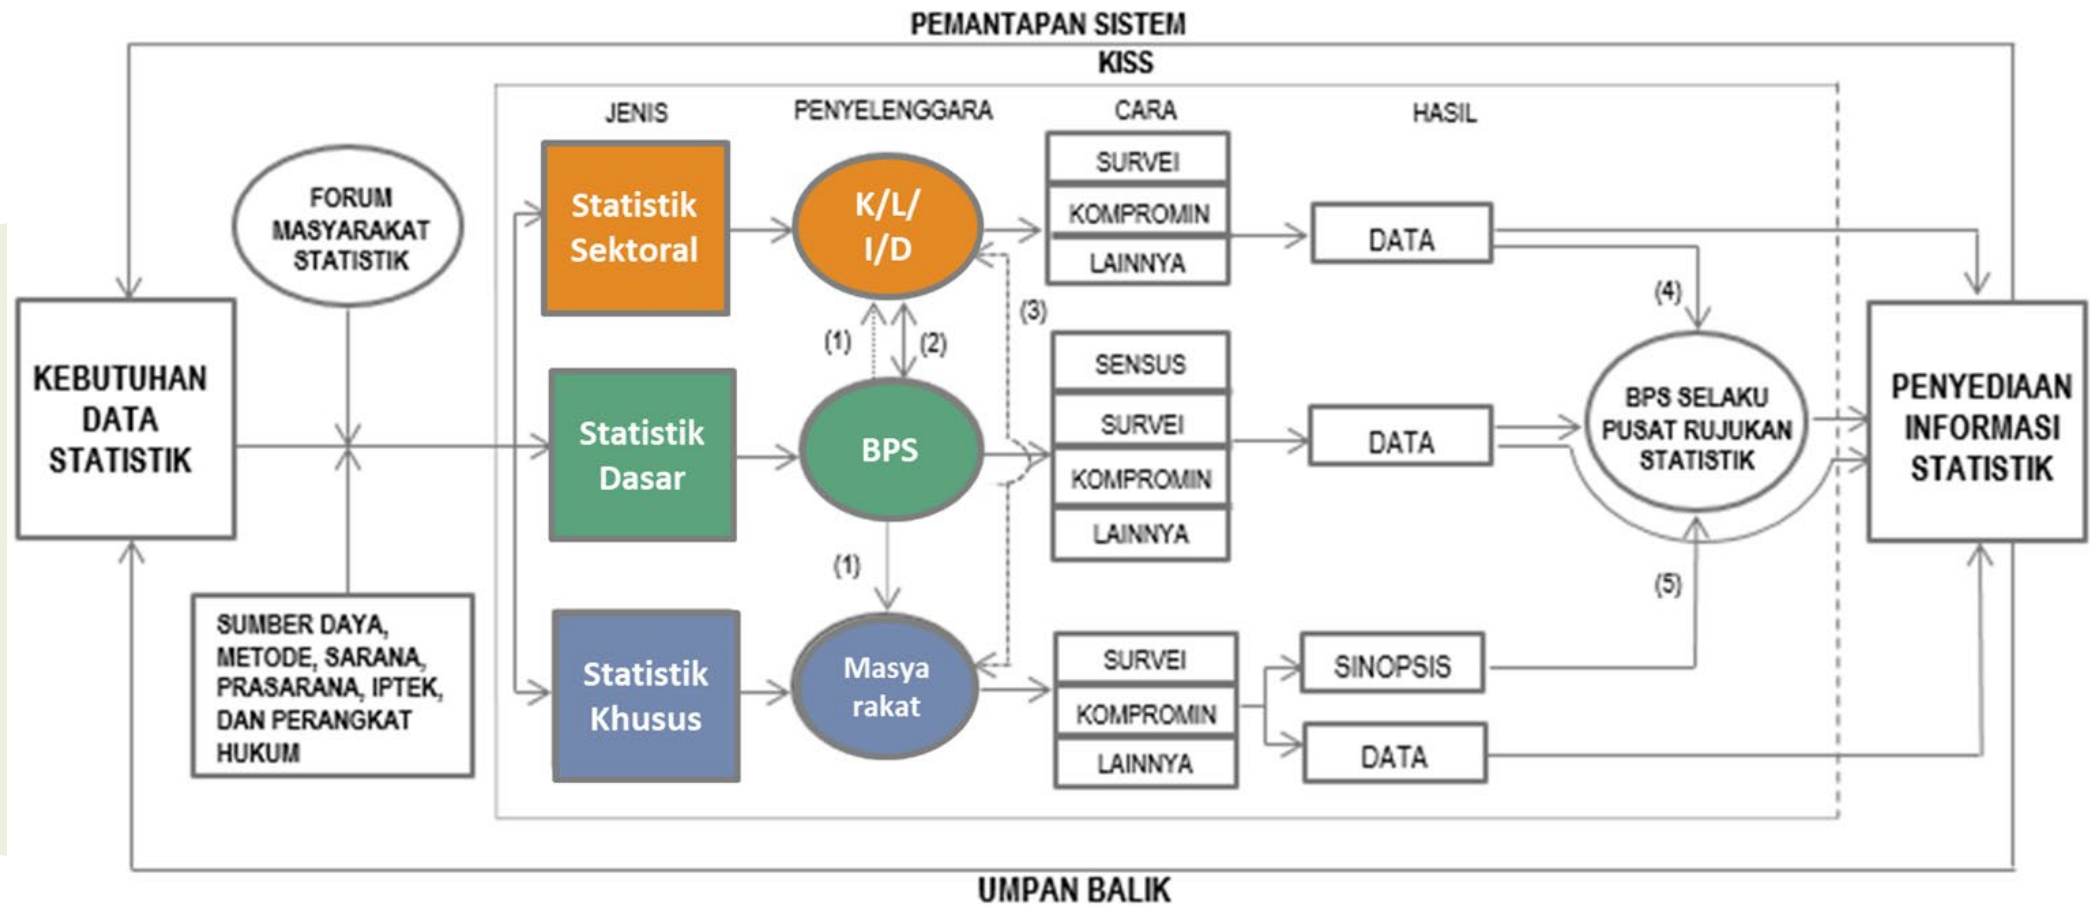 PEMANTAPAN SISTEM
KISS
JENIS
PENYELENGGARA
CARA
HASIL
FORUM
MASYARAKAT
STATISTIK
KEBUTUHAN
DATA
STATISTIK
SUMBER DAYA,
METODE, SARANA,
PRASARANA, IPTEK,
DAN PERANGKAT
HUKUM
Statistik
Sektoral
K/L/
I/D
SURVEI
KOMPROMIN
LAINNYA
DATA
(1)
(2)
(3)
(4)
Statistik
Dasar
BPS
SENSUS
SURVEI
KOMPROMIN
LAINNYA
DATA
BPS SELAKU
PUSAT RUJUKAN
STATISTIK
PENYEDIAAN
INFORMASI
STATISTIK
(1)
(5)
Statistik
Khusus
Masya
rakat
SURVEI
KOMPROMIN
LAINNYA
SINOPSIS
DATA
UMPAN BALIK